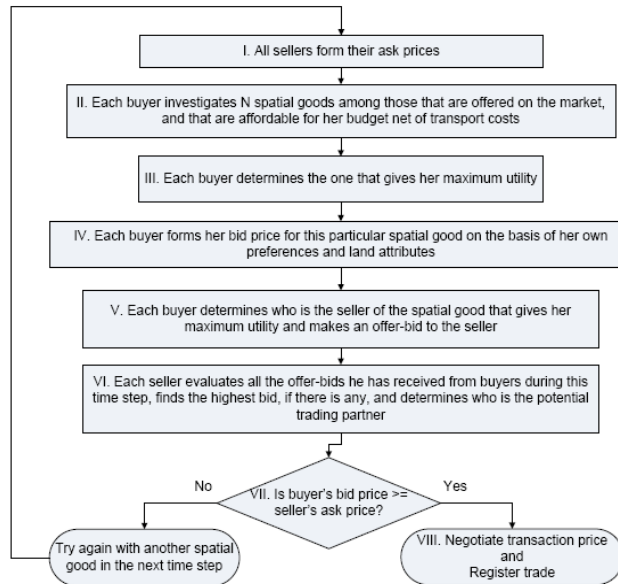 I. All sellers form their ask prices
II. Each buyer investigates N spatial goods among those that are offered on the market,
and that are affordable for her budget net of transport costs
III. Each buyer determines the one that gives her maximum utility
IV. Each buyer forms her bid price for this particular spatial good on the basis of her own
preferences and land attributes
V. Each buyer determines who is the seller of the spatial good that gives her
maximum utility and makes an offer-bid to the seller
VI. Each seller evaluates all the offer-bids he has received from buyers during this
time step, finds the highest bid, if there is any, and determines who is the potential
trading partner
No
VII. Is buyer's bid price >=
seller's ask price?
Yes
Try again with another spatial
good in the next time step
VIII. Negotiate transaction price
and
Register trade